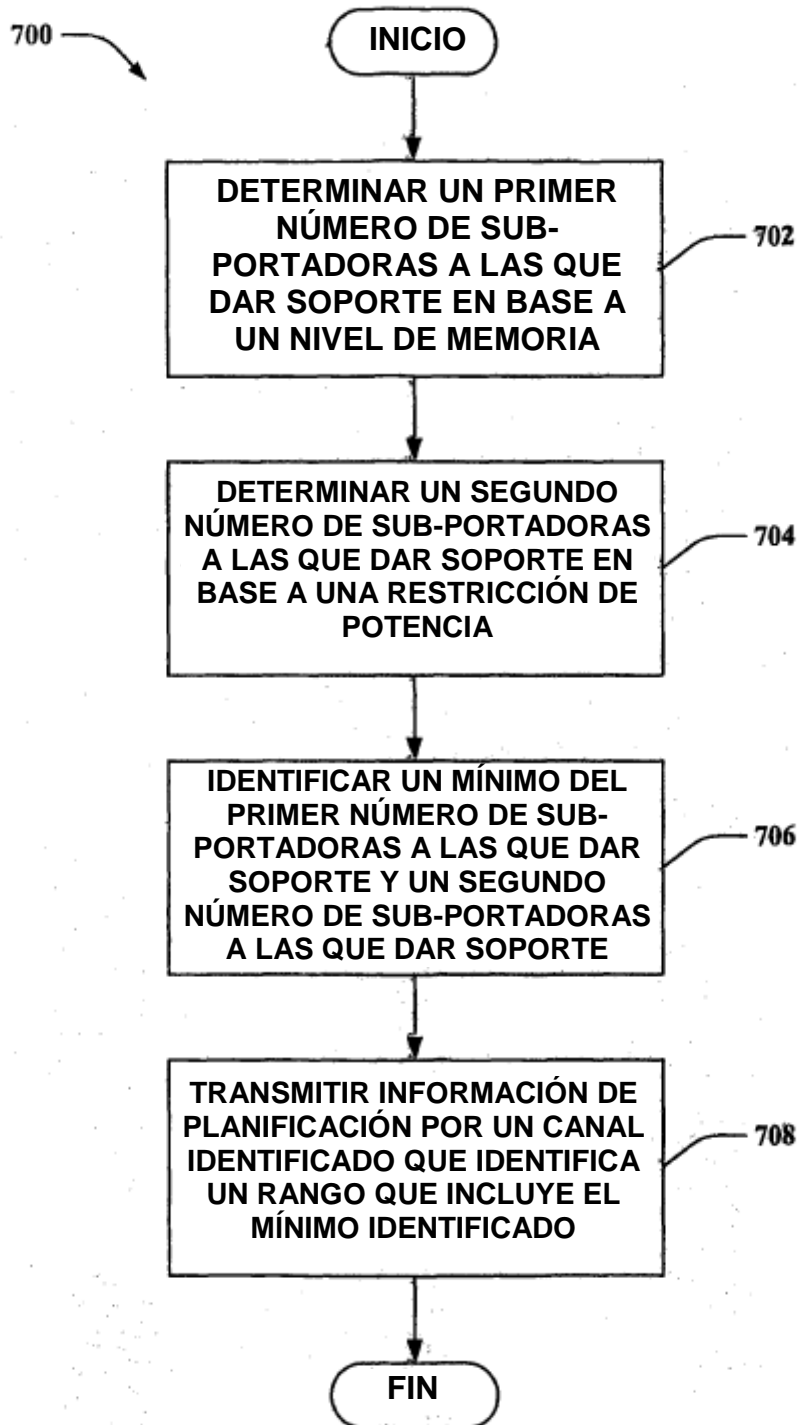 700
INICIO
DETERMINAR UN PRIMER
NÚMERO DE SUB-
PORTADORAS A LAS QUE
DAR SOPORTE EN BASE A
UN NIVEL DE MEMORIA
702
DETERMINAR UN SEGUNDO
NÚMERO DE SUB-PORTADORAS
A LAS QUE DAR SOPORTE EN
BASE A UNA RESTRICCIÓN DE
POTENCIA
704
IDENTIFICAR UN MÍNIMO DEL
PRIMER NÚMERO DE SUB-
PORTADORAS A LAS QUE DAR
SOPORTE Y UN SEGUNDO
NÚMERO DE SUB-PORTADORAS
A LAS QUE DAR SOPORTE
706
TRANSMITIR INFORMACIÓN DE
PLANIFICACIÓN POR UN CANAL
IDENTIFICADO QUE IDENTIFICA
UN RANGO QUE INCLUYE EL
MÍNIMO IDENTIFICADO
708
FIN